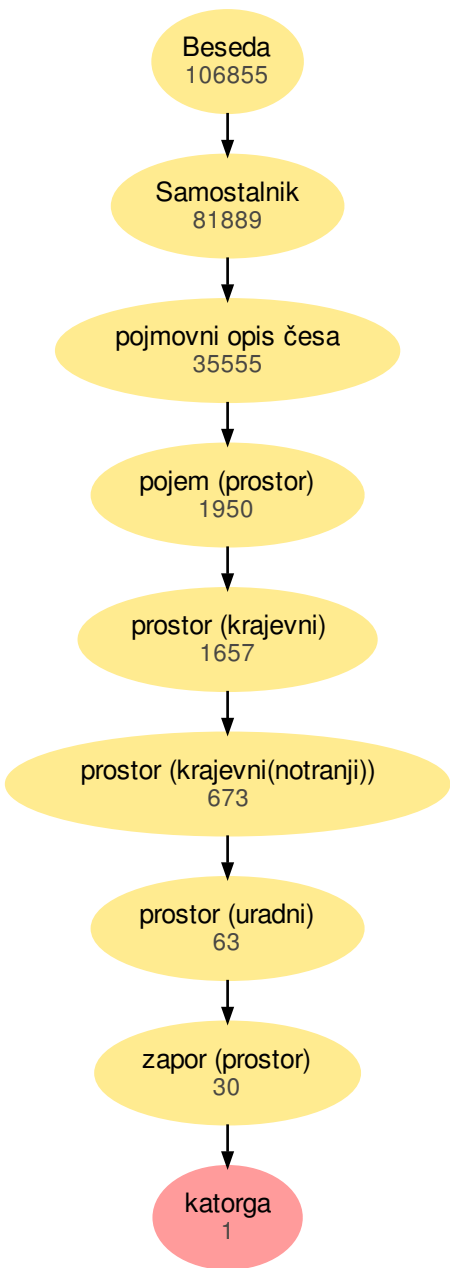 Beseda
106855
Samostalnik
81889
pojmovni opis česa
35555
pojem (prostor)
1950
prostor (krajevni)
1657
prostor (krajevni(notranji))
673
prostor (uradni)
63
zapor (prostor)
30
katorga
1